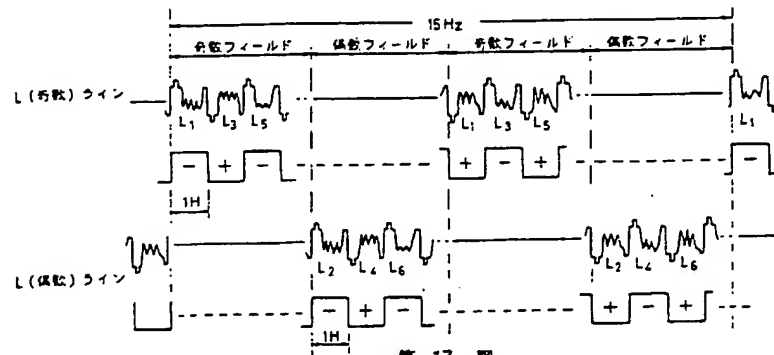 15Hz
奇数フィールド 偶数フィールド 奇数フィールド 偶数フィールド
L(奇数)ライン
L1 L3 L5 L1 L3 L5 L1
- + - + - + -
1H
L(偶数)ライン
L2 L4 L6 L2 L4 L6
- + - + - +
1H